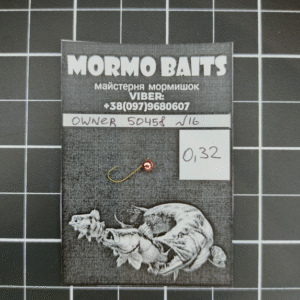 MORMO BAITS
майстерня мормишок
VIBER:
+38(097)9680607
OWNER 50458 №16
0,32